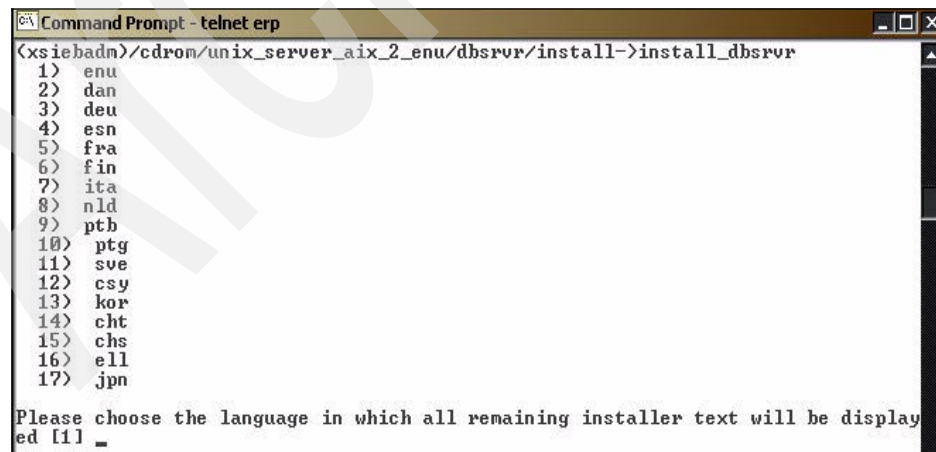 Command Prompt - telnet erp
(xsiebadm)/cdrom/unix_server_aix_2_enu/dbsrvr/install->install_dbsrvr
1) enu
2) dan
3) deu
4) esn
5) fra
6) fin
7) ita
8) nld
9) ptb
10) ptg
11) sve
12) csy
13) kor
14) cht
15) chs
16) ell
17) jpn
Please choose the language in which all remaining installer text will be display
ed [1] _